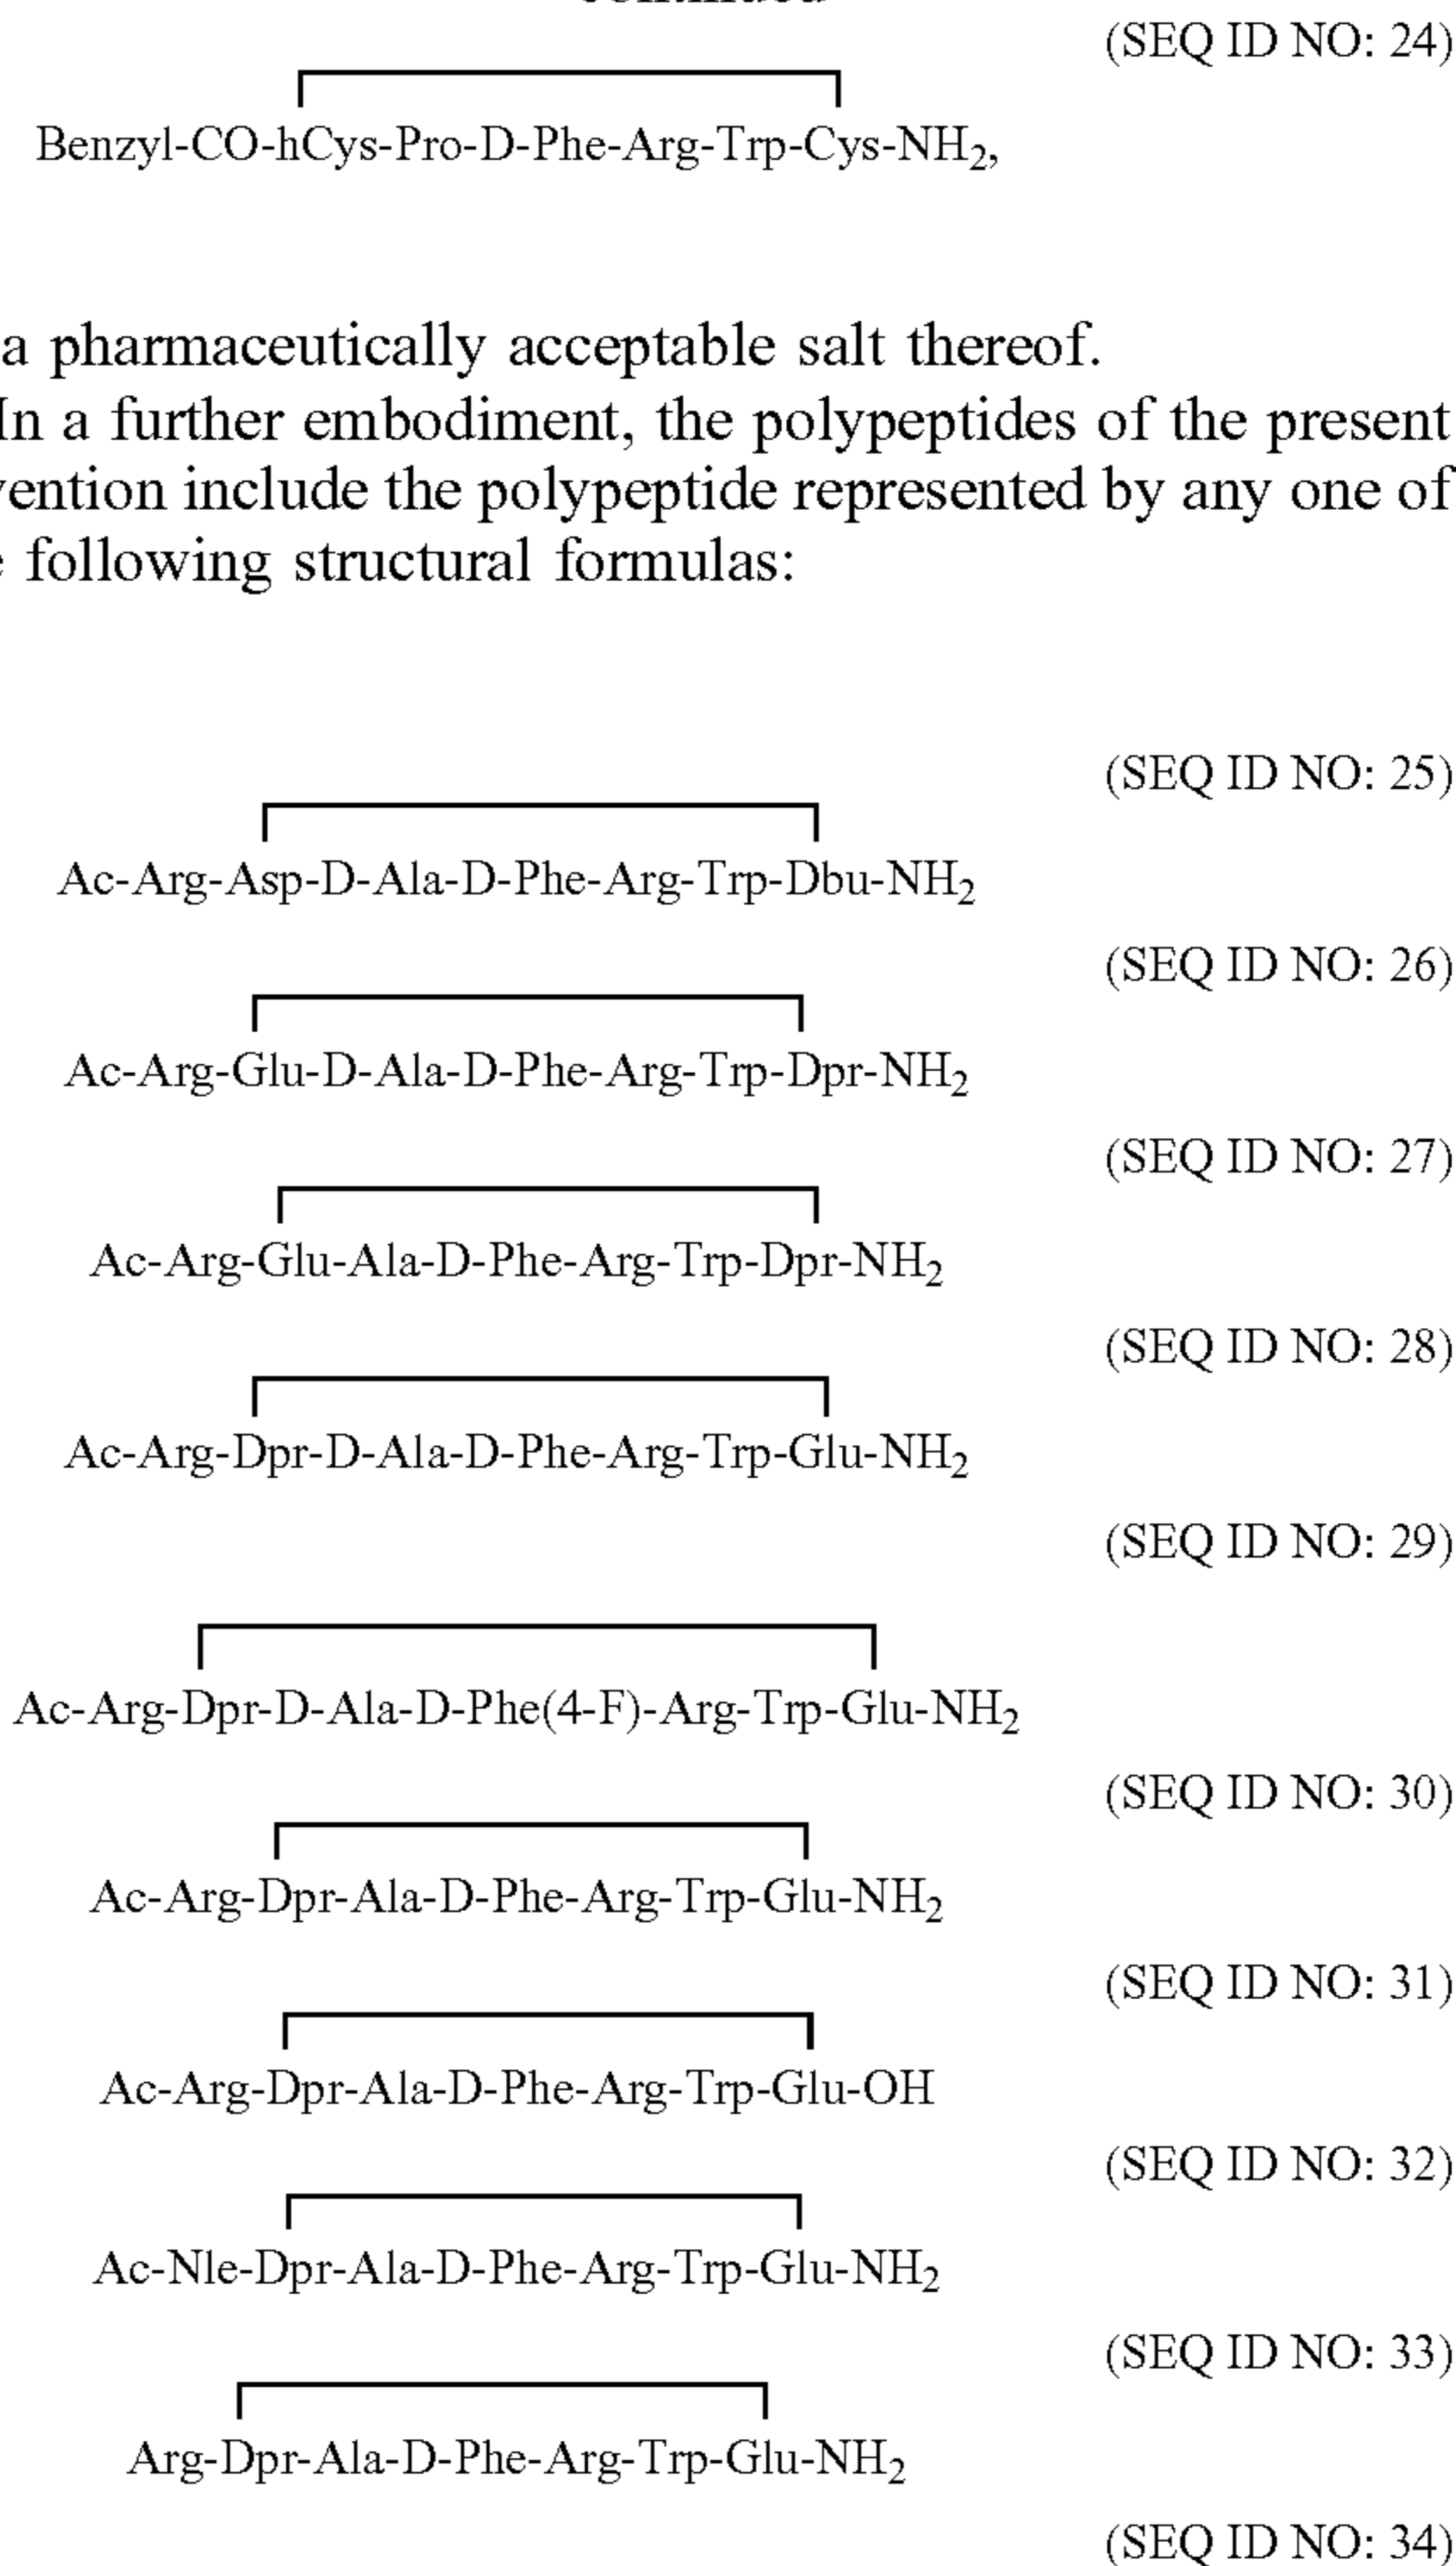 (SEQ ID NO: 24)
Benzyl-CO-hCys-Pro-D-Phe-Arg-Trp-Cys-NH₂,
a pharmaceutically acceptable salt thereof.
In a further embodiment, the polypeptides of the present
vention include the polypeptide represented by any one of
e following structural formulas:
(SEQ ID NO: 25)
Ac-Arg-Asp-D-Ala-D-Phe-Arg-Trp-Dbu-NH₂
(SEQ ID NO: 26)
Ac-Arg-Glu-D-Ala-D-Phe-Arg-Trp-Dpr-NH₂
(SEQ ID NO: 27)
Ac-Arg-Glu-Ala-D-Phe-Arg-Trp-Dpr-NH₂
(SEQ ID NO: 28)
Ac-Arg-Dpr-D-Ala-D-Phe-Arg-Trp-Glu-NH₂
(SEQ ID NO: 29)
Ac-Arg-Dpr-D-Ala-D-Phe(4-F)-Arg-Trp-Glu-NH₂
(SEQ ID NO: 30)
Ac-Arg-Dpr-Ala-D-Phe-Arg-Trp-Glu-NH₂
(SEQ ID NO: 31)
Ac-Arg-Dpr-Ala-D-Phe-Arg-Trp-Glu-OH
(SEQ ID NO: 32)
Ac-Nle-Dpr-Ala-D-Phe-Arg-Trp-Glu-NH₂
(SEQ ID NO: 33)
Arg-Dpr-Ala-D-Phe-Arg-Trp-Glu-NH₂
(SEQ ID NO: 34)